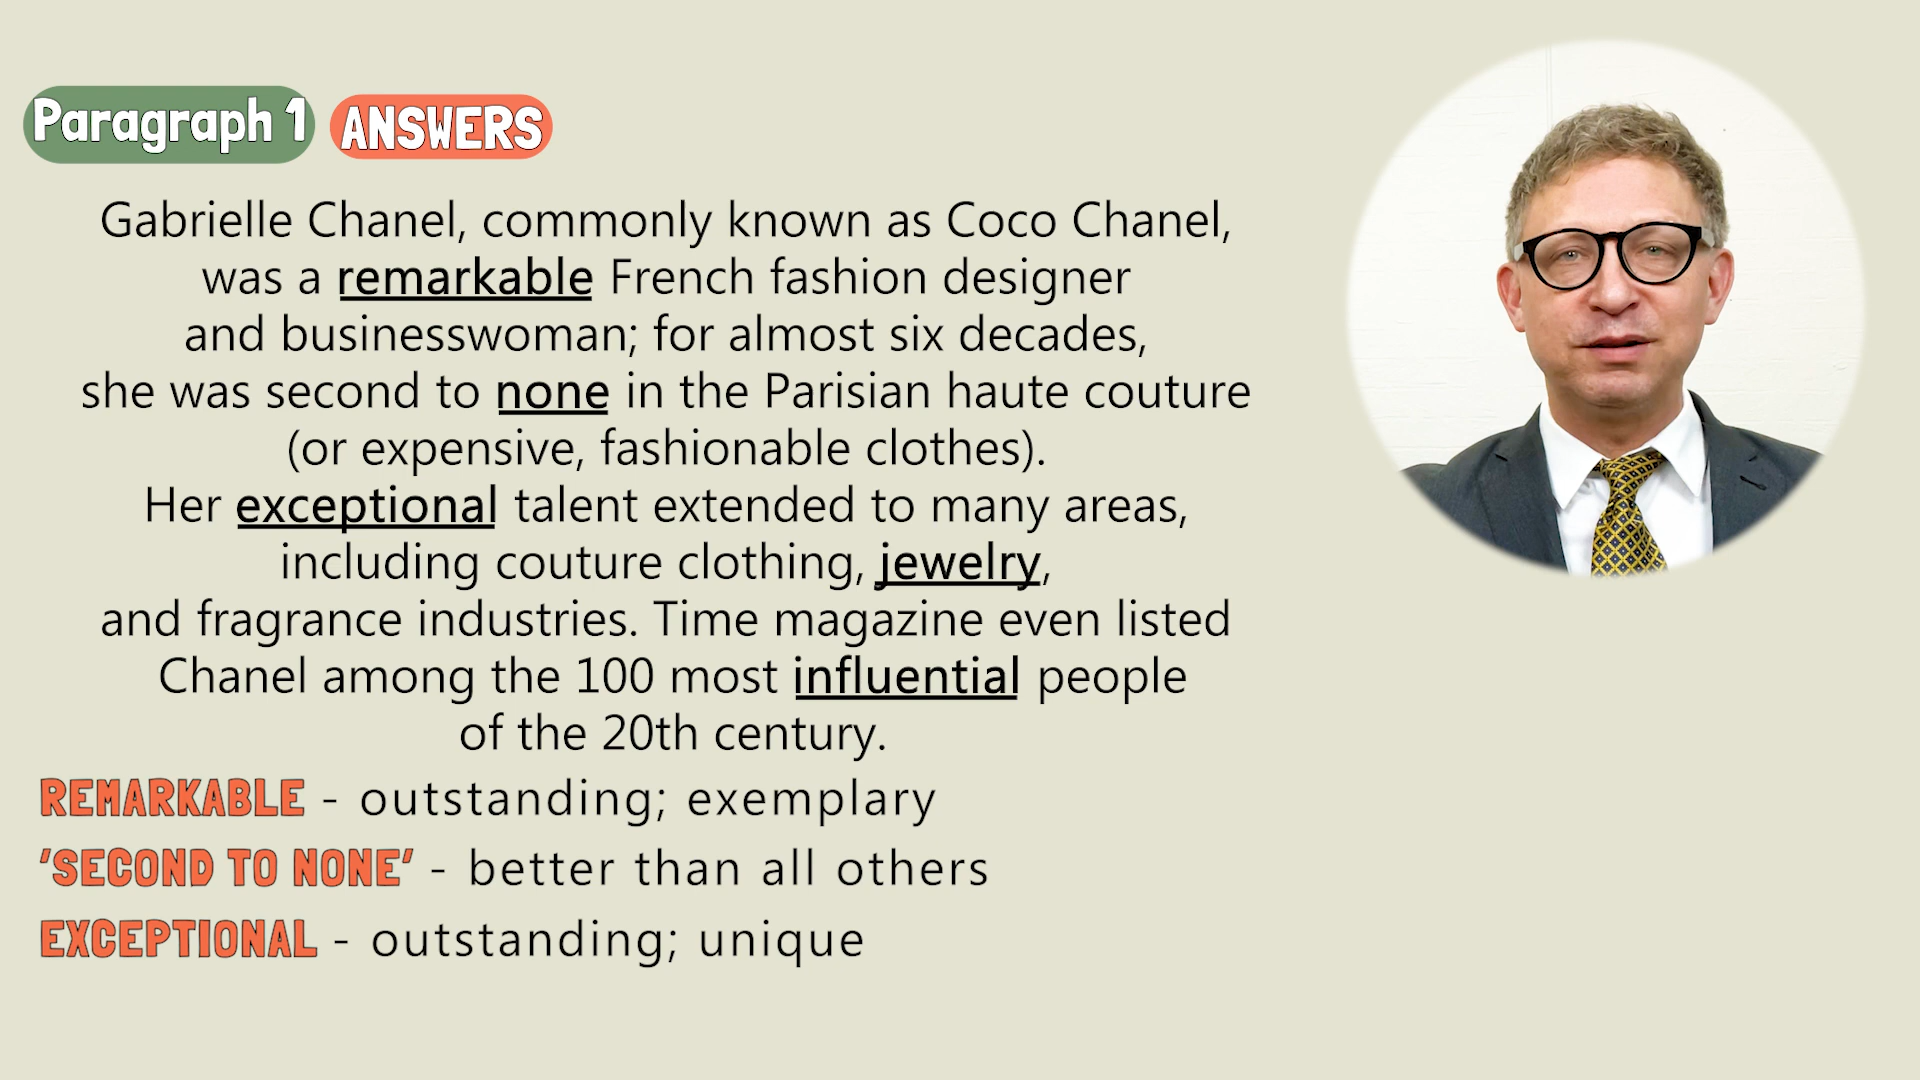 Paragraph 1 ANSWERS
Gabrielle Chanel, commonly known as Coco Chanel,
was a remarkable French fashion designer
and businesswoman; for almost six decades,
she was second to none in the Parisian haute couture
(or expensive, fashionable clothes).
Her exceptional talent extended to many areas,
including couture clothing, jewelry,
and fragrance industries. Time magazine even listed
Chanel among the 100 most influential people
of the 20th century.
REMARKABLE - outstanding; exemplary
'SECOND TO NONE' - better than all others
EXCEPTIONAL - outstanding; unique